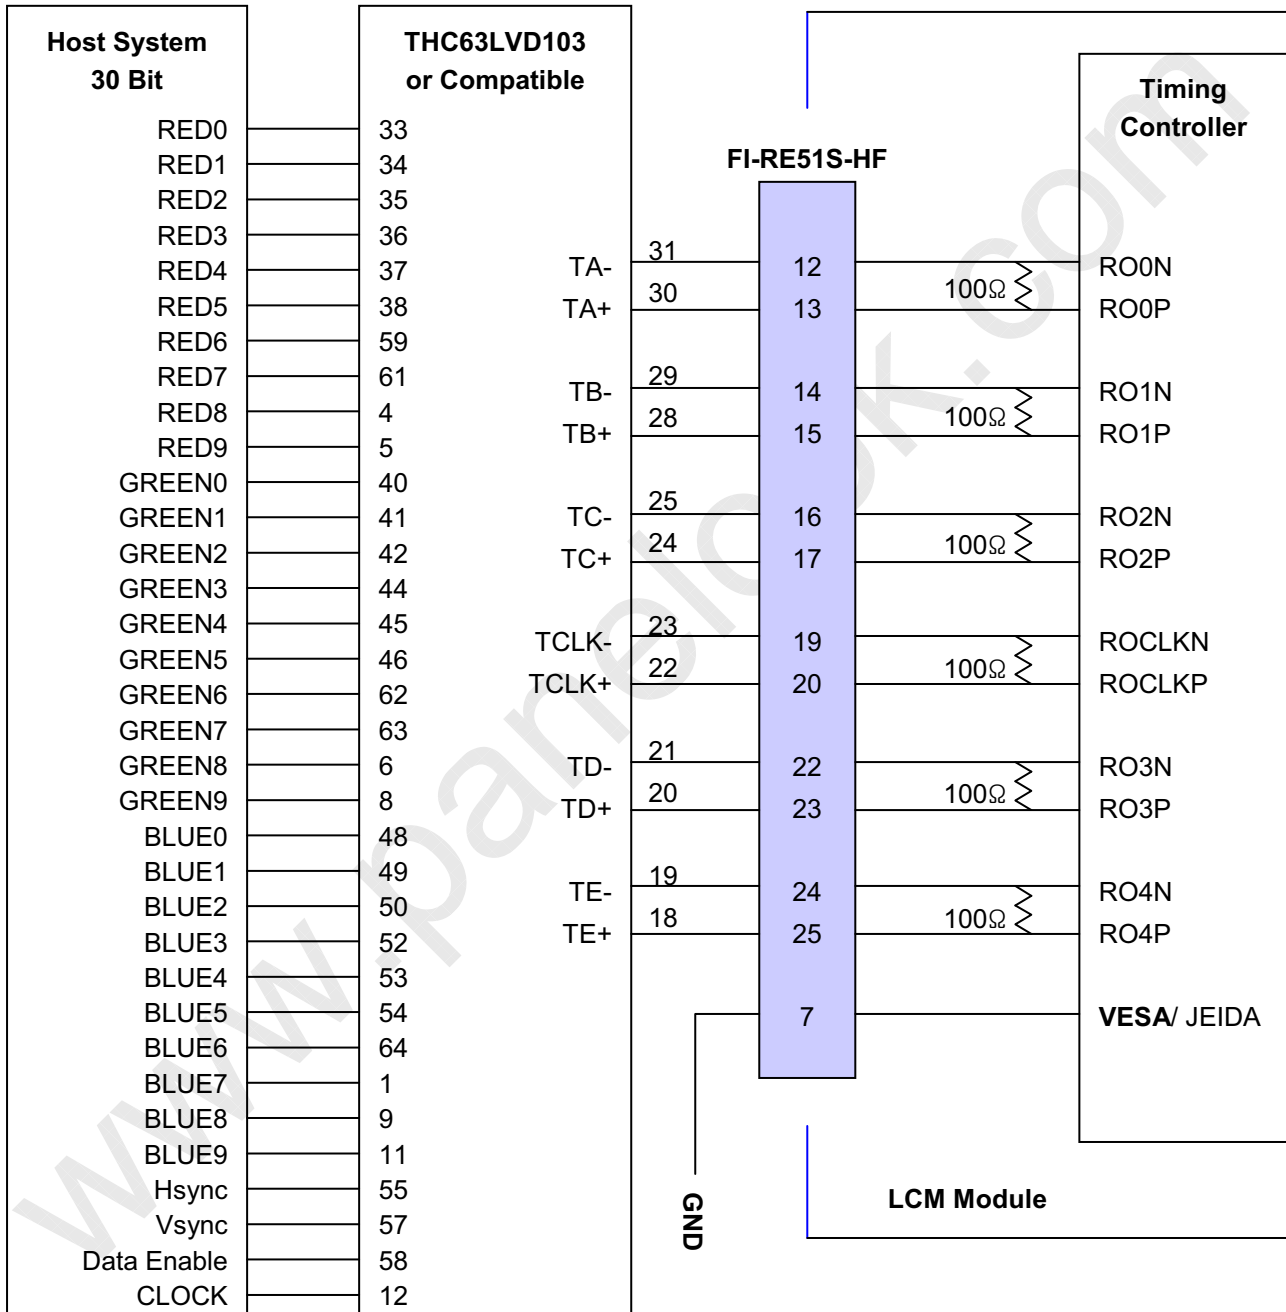 Host System
30 Bit
RED0
RED1
RED2
RED3
RED4
RED5
RED6
RED7
RED8
RED9
GREEN0
GREEN1
GREEN2
GREEN3
GREEN4
GREEN5
GREEN6
GREEN7
GREEN8
GREEN9
BLUE0
BLUE1
BLUE2
BLUE3
BLUE4
BLUE5
BLUE6
BLUE7
BLUE8
BLUE9
Hsync
Vsync
Data Enable
CLOCK
THC63LVD103
or Compatible
33
34
35
36
37
38
59
61
4
5
40
41
42
44
45
46
62
63
6
8
48
49
50
52
53
54
64
1
9
11
55
57
58
12
TA-
TA+
TB-
TB+
TC-
TC+
TCLK-
TCLK+
TD-
TD+
TE-
TE+
31
30
29
28
25
24
23
22
21
20
19
18
FI-RE51S-HF
12
13
14
15
16
17
19
20
22
23
24
25
7
GND
100Ω
100Ω
100Ω
100Ω
100Ω
100Ω
Timing
Controller
RO0N
RO0P
RO1N
RO1P
RO2N
RO2P
ROCLKN
ROCLKP
RO3N
RO3P
RO4N
RO4P
VESA/ JEIDA
LCM Module
www.panelook.com